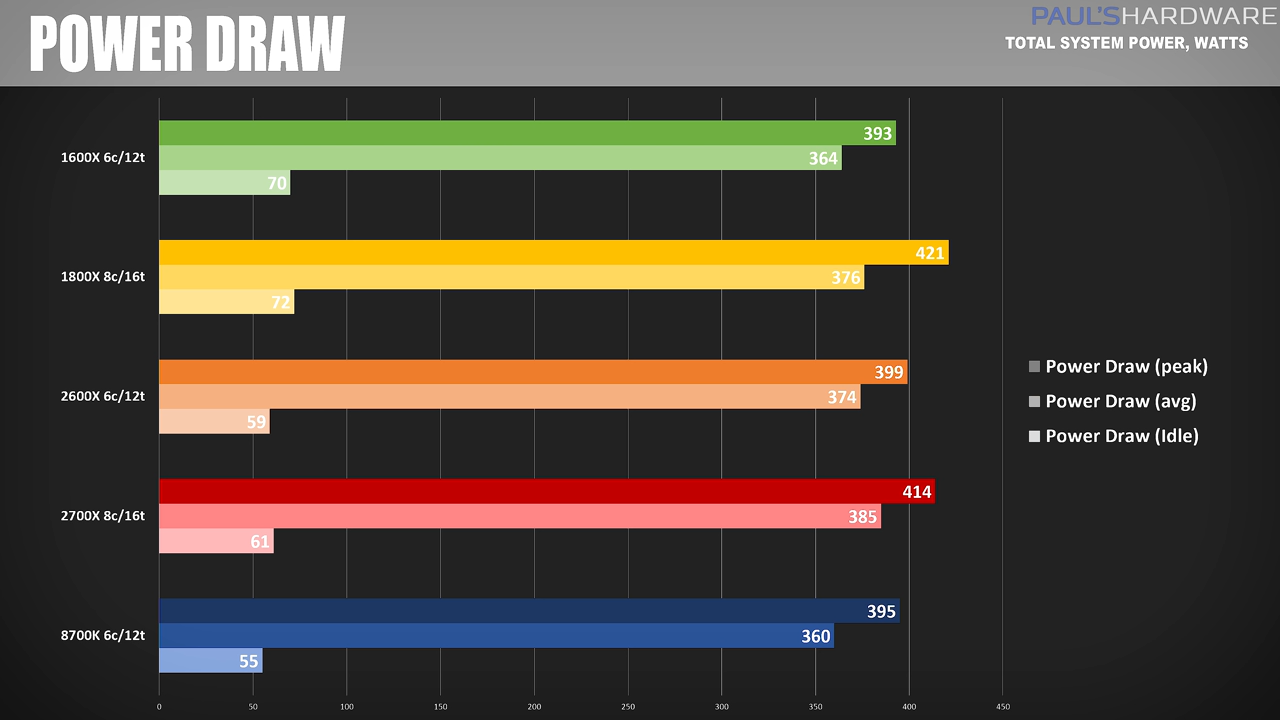 POWER DRAW
PAUL'SHARDWARE
TOTAL SYSTEM POWER, WATTS
1600X 6c/12t
393
364
70
1800X 8c/16t
421
376
72
2600X 6c/12t
399
374
59
2700X 8c/16t
414
385
61
8700K 6c/12t
395
360
55
Power Draw (peak)
Power Draw (avg)
Power Draw (Idle)
0 50 100 150 200 250 300 350 400 450